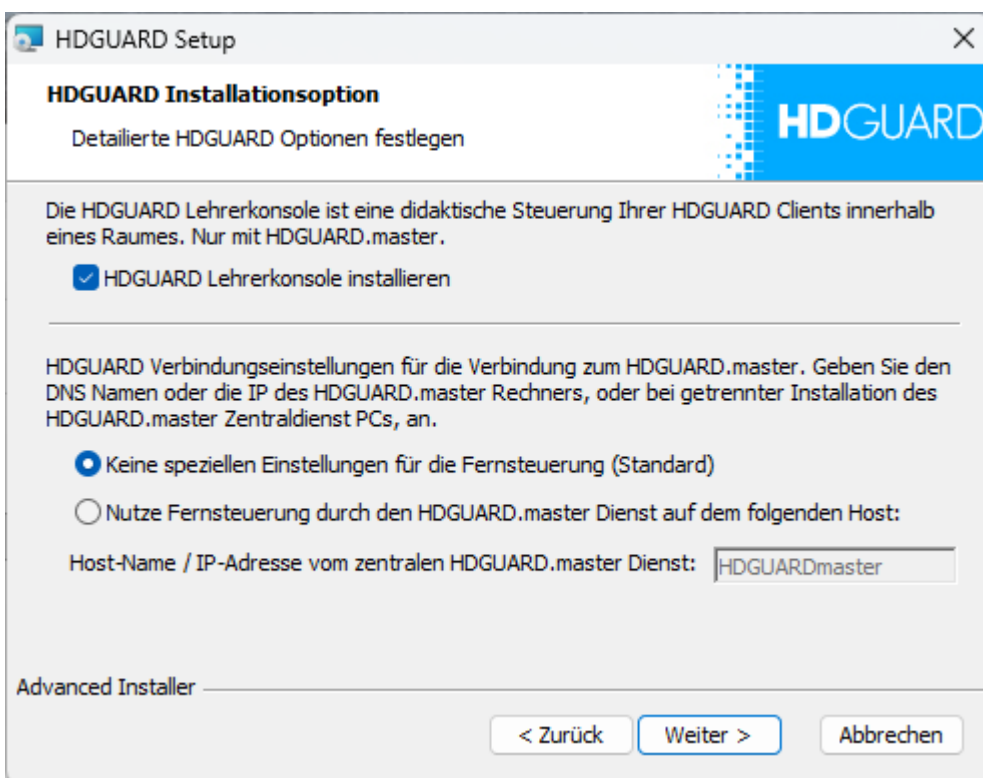 HDGUARD Setup
HDGUARD Installationsoption
Detailierte HDGUARD Optionen festlegen
HDGUARD
Die HDGUARD Lehrerkonsole ist eine didaktische Steuerung Ihrer HDGUARD Clients innerhalb
eines Raumes. Nur mit HDGUARD.master.
HDGUARD Lehrerkonsole installieren
HDGUARD Verbindungseinstellungen für die Verbindung zum HDGUARD.master. Geben Sie den
DNS Namen oder die IP des HDGUARD.master Rechners, oder bei getrennter Installation des
HDGUARD.master Zentraldienst PCs, an.
Keine speziellen Einstellungen für die Fernsteuerung (Standard)
Nutze Fernsteuerung durch den HDGUARD.master Dienst auf dem folgenden Host:
Host-Name / IP-Adresse vom zentralen HDGUARD.master Dienst: HDGUARDmaster
Advanced Installer
< Zurück Weiter > Abbrechen